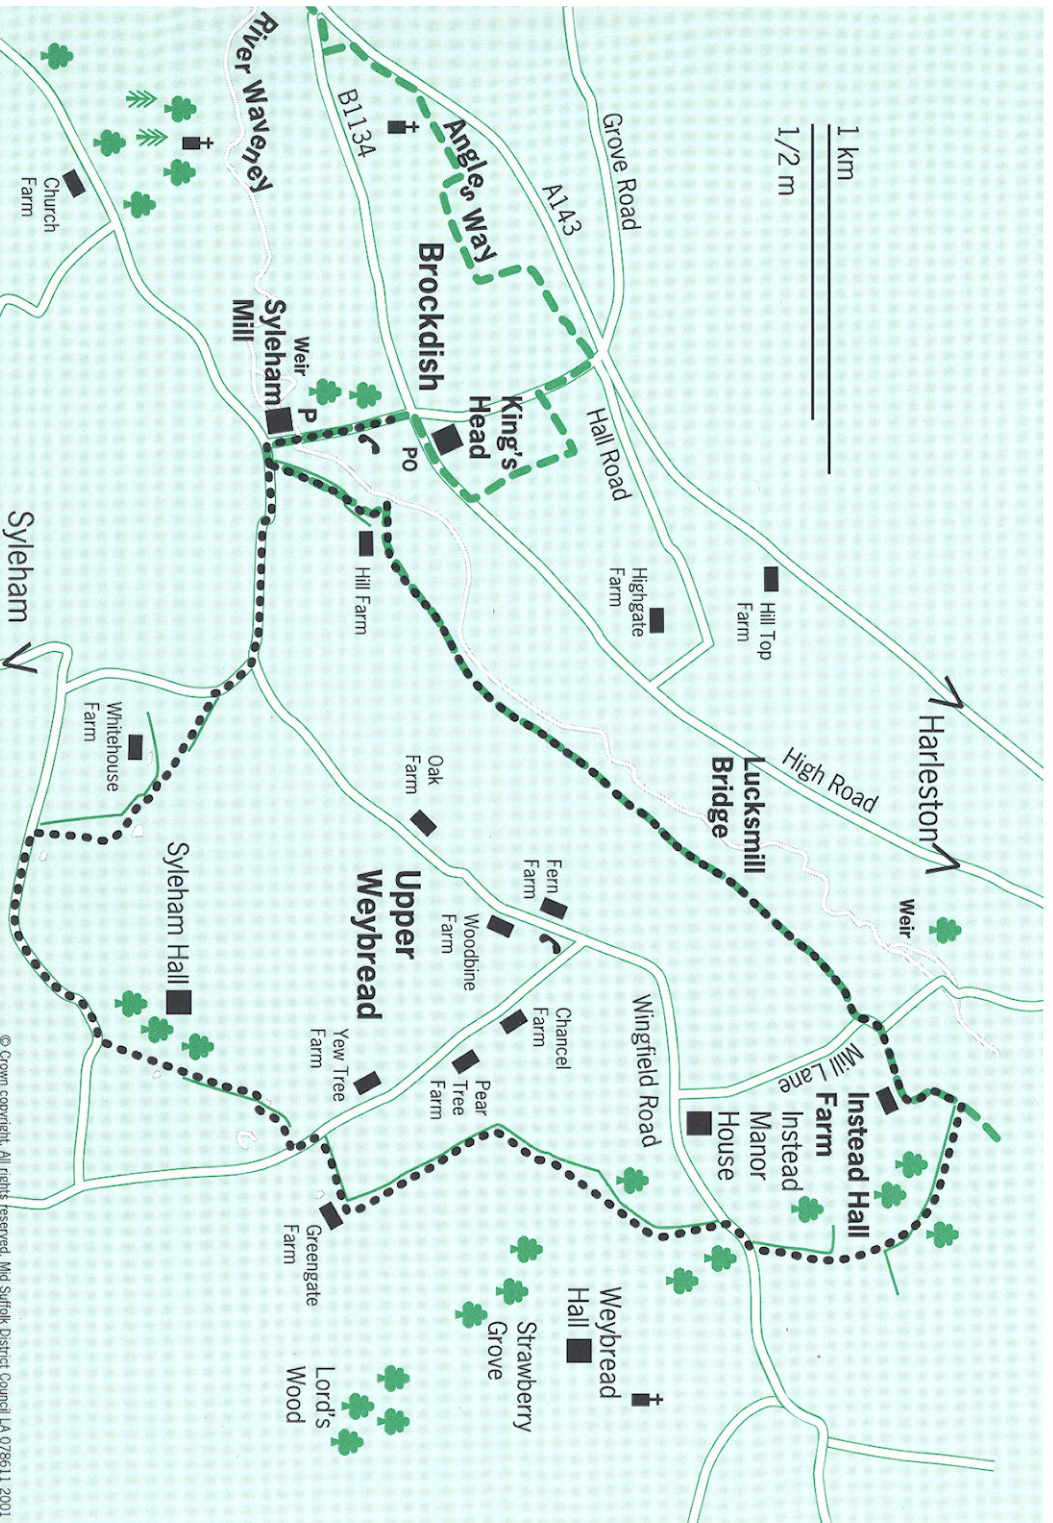 1 km
1/2 m
Grove Road
Harleston
Hill Top
Farm
A143
High Road
Hall Road
Highgate
Farm
Angles Way
B1134
Brockdish
King's
Head
PO
Lucksmill
Bridge
Weir
River Waveney
Weir
Syleham
Mill
P
Hill Farm
Mill Lane
Instead Hall
Farm
Instead
Manor
House
Wingfield Road
Fern
Farm
Oak
Farm
Woodbine
Farm
Chancel
Farm
Upper
Weybread
Pear
Tree
Farm
Yew Tree
Farm
Weybread
Hall
Strawberry
Grove
Church
Farm
Whitehouse
Farm
Syleham Hall
Greengate
Farm
Lord's
Wood
Syleham
© Crown copyright. All rights reserved. Mid Suffolk District Council LA 078611 2001